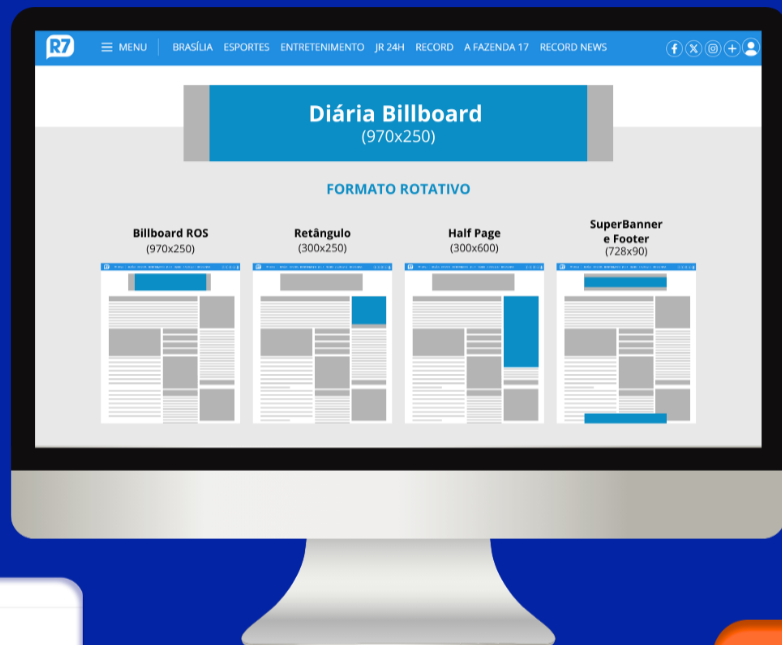 R7
MENU
BRASÍLIA
ESPORTES
ENTRETENIMENTO
JR 24H
RECORD
A FAZENDA 17
RECORD NEWS
Diária Billboard
(970x250)
FORMATO ROTATIVO
Billboard ROS
(970x250)
Retângulo
(300x250)
Half Page
(300x600)
SuperBanner
e Footer
(728x90)